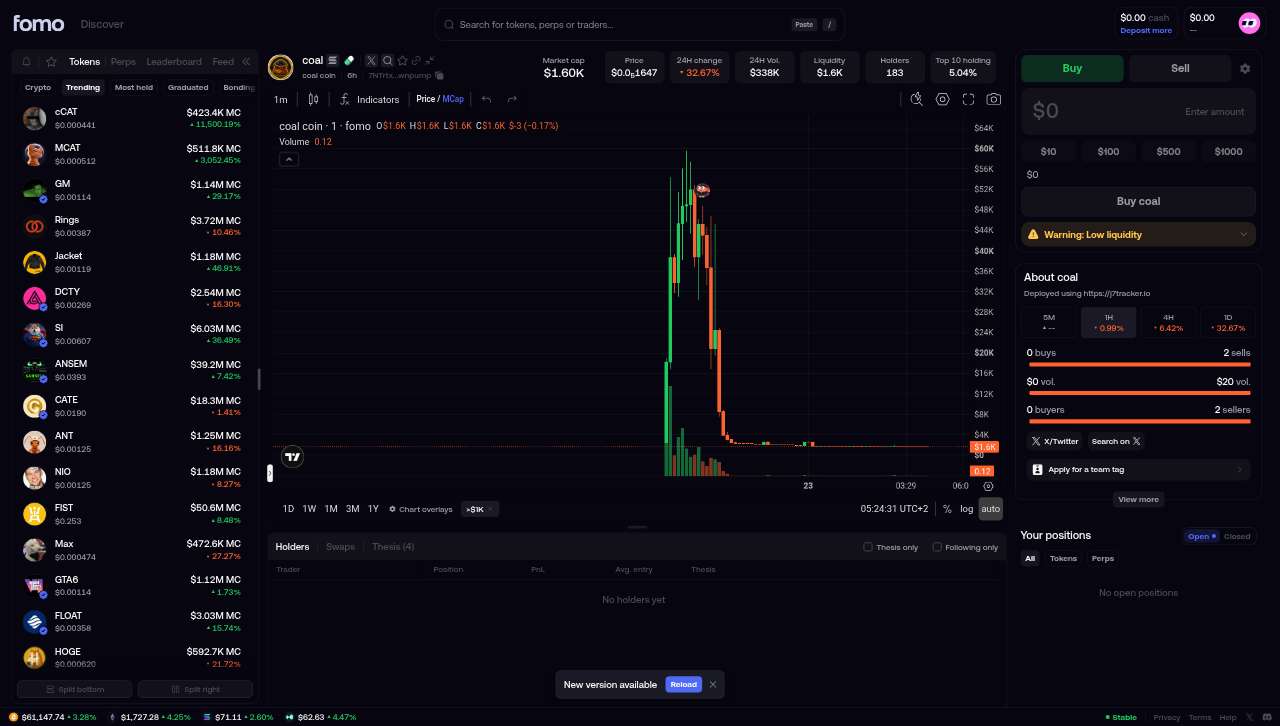 fomo Discover
Search for tokens, perps or traders... Paste /
$0.00 cash
Deposit more
$0.00
—
Tokens Perps Leaderboard Feed
Crypto Trending Most held Graduated Bonding
cCAT $423.4K MC
$0.000441 11,500.19%
MCAT $511.8K MC
$0.000512 3,052.45%
GM $1.14M MC
$0.00114 29.17%
Rings $3.72M MC
$0.00387 10.46%
Jacket $1.18M MC
$0.00119 46.91%
DCTY $2.54M MC
$0.00269 16.30%
SI $6.03M MC
$0.00607 36.49%
ANSEM $39.2M MC
$0.0393 7.42%
CATE $18.3M MC
$0.0190 1.41%
ANT $1.25M MC
$0.00125 16.16%
NIO $1.18M MC
$0.00125 8.27%
FIST $50.6M MC
$0.253 8.48%
Max $472.6K MC
$0.000474 27.27%
GTA6 $1.12M MC
$0.00114 1.73%
FLOAT $3.03M MC
$0.00358 15.74%
HOGE $592.7K MC
$0.000620 21.72%
Split bottom Split right
coal
coal coin 6h 7NTrtx...wnpump
Market cap
$1.60K
Price
$0.0₅1647
24H change
32.67%
24H Vol.
$338K
Liquidity
$1.6K
Holders
183
Top 10 holding
5.04%
1m Indicators Price / MCap
coal coin · 1 · fomo O$1.6K H$1.6K L$1.6K C$1.6K $-3 (−0.17%)
Volume 0.12
$64K
$60K
$56K
$52K
$48K
$44K
$40K
$36K
$32K
$28K
$24K
$20K
$16K
$12K
$8K
$4K
$1.6K
$0
0.12
23 03:29 06:0
1D 1W 1M 3M 1Y Chart overlays >$1K 05:24:31 UTC+2 % log auto
Holders Swaps Thesis (4) Thesis only Following only
Trader Position PnL Avg. entry Thesis
No holders yet
Buy Sell
$0 Enter amount
$10 $100 $500 $1000
$0
Buy coal
Warning: Low liquidity
About coal
Deployed using https://j7tracker.io
5M 1H 4H 1D
-- 0.99% 6.42% 32.67%
0 buys 2 sells
$0 vol. $20 vol.
0 buyers 2 sellers
X/Twitter Search on X
Apply for a team tag
View more
Your positions Open Closed
All Tokens Perps
No open positions
New version available Reload
$61,147.74 3.28% $1,727.28 4.25% $71.11 2.60% $62.63 4.47% Stable Privacy Terms Help